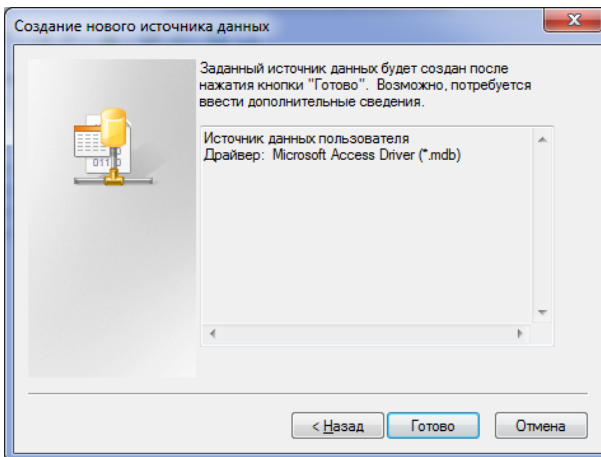 Создание нового источника данных
Заданный источник данных будет создан после
нажатия кнопки "Готово". Возможно, потребуется
ввести дополнительные сведения.
Источник данных пользователя
Драйвер: Microsoft Access Driver (*.mdb)
01110
< Назад
Готово
Отмена